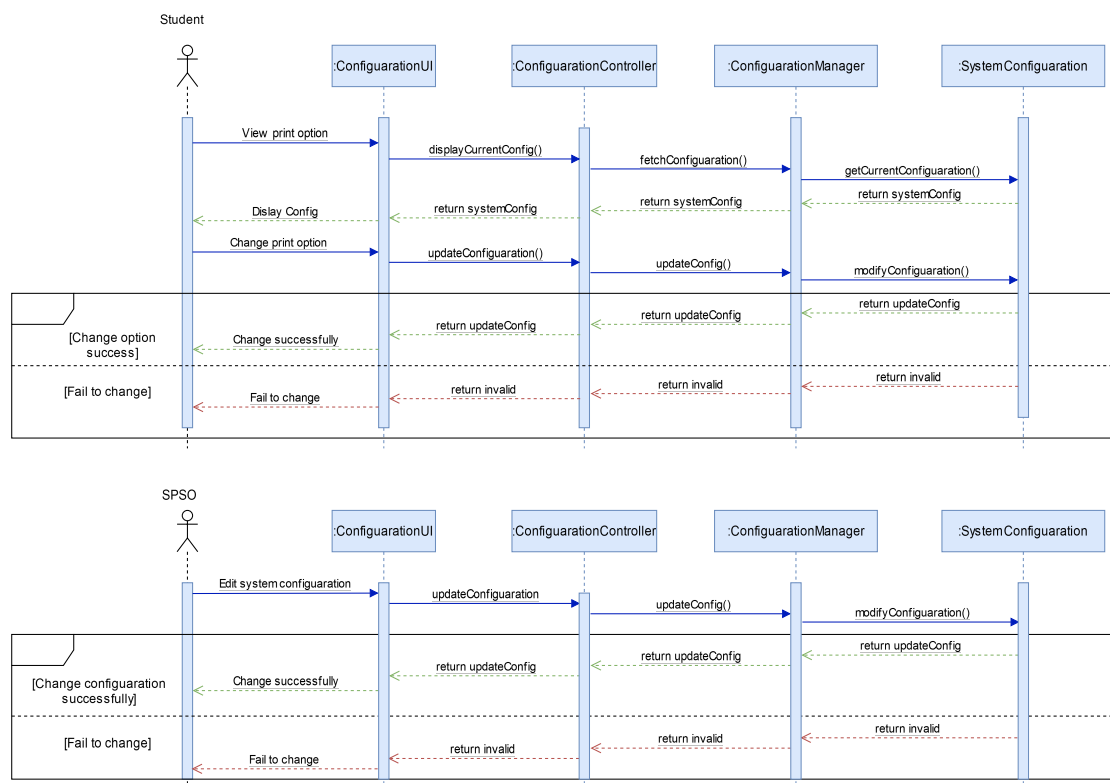 Student
:ConfiguarationUI
:ConfiguarationController
:ConfiguarationManager
:SystemConfiguaration
View print option
displayCurrentConfig()
fetchConfiguaration()
getCurrentConfiguaration()
return systemConfig
return systemConfig
return systemConfig
Dislay Config
Change print option
updateConfiguaration()
updateConfig()
modifyConfiguaration()
return updateConfig
return updateConfig
return updateConfig
Change successfully
[Change option
success]
return invalid
return invalid
return invalid
Fail to change
[Fail to change]
SPSO
:ConfiguarationUI
:ConfiguarationController
:ConfiguarationManager
:SystemConfiguaration
Edit system configuaration
updateConfiguaration
updateConfig()
modifyConfiguaration()
return updateConfig
return updateConfig
return updateConfig
Change successfully
[Change configuaration
successfully]
return invalid
return invalid
return invalid
Fail to change
[Fail to change]